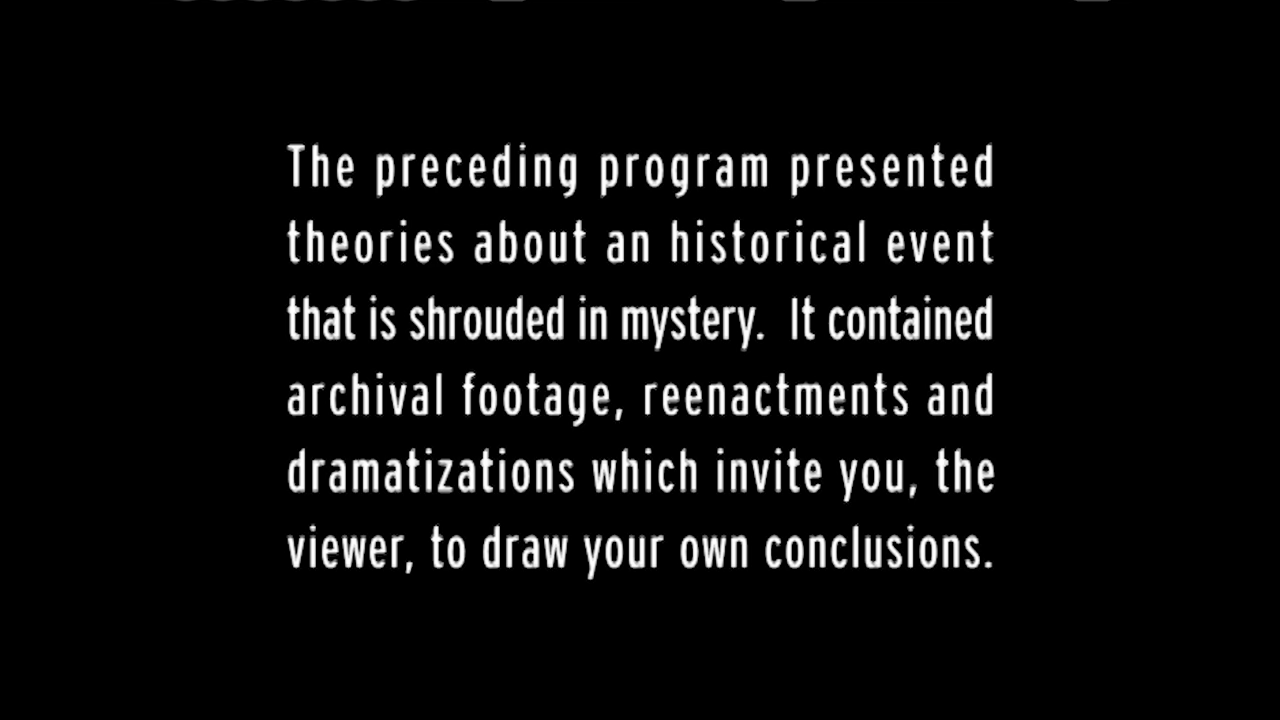 The preceding program presented
theories about an historical event
that is shrouded in mystery.  It contained
archival footage, reenactments and
dramatizations which invite you, the
viewer, to draw your own conclusions.